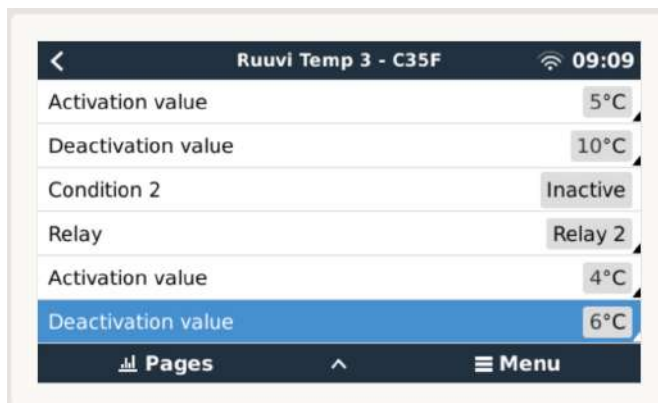 Ruuvi Temp 3 - C35F 09:09
Activation value 5°C
Deactivation value 10°C
Condition 2 Inactive
Relay Relay 2
Activation value 4°C
Deactivation value 6°C
Pages Menu